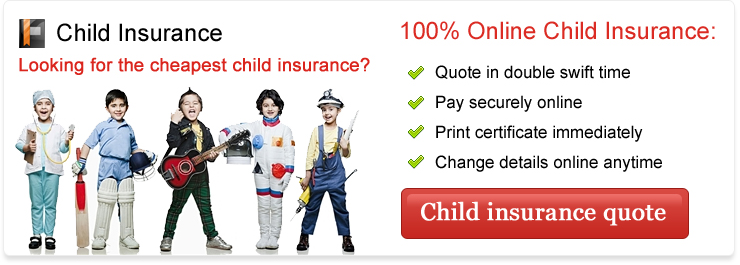 Child Insurance
Looking for the cheapest child insurance?
100% Online Child Insurance:
Quote in double swift time
Pay securely online
Print certificate immediately
Change details online anytime
Child insurance quote